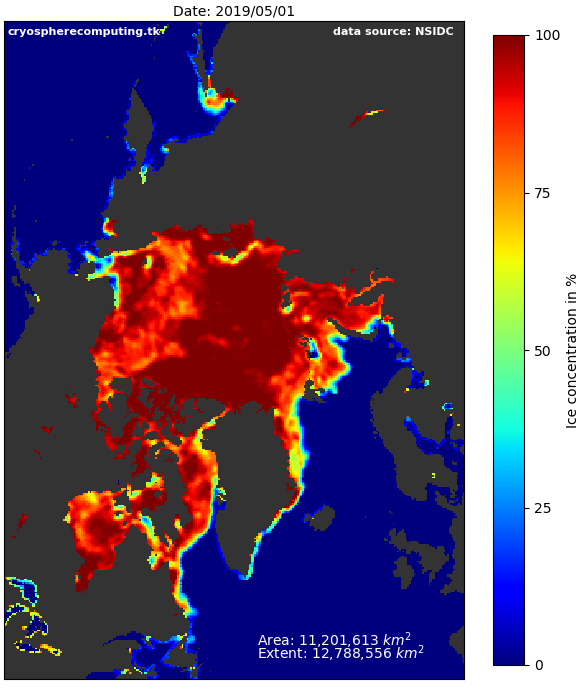 Date: 2019/05/01
cryospherecomputing.tk
data source: NSIDC
100
75
50
25
0
Ice concentration in %
Area: 11,201,613 km²
Extent: 12,788,556 km²